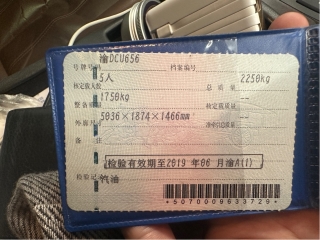 渝DCU656
号牌号码 档案编号
5人 2250kg
核定载人数 总质量
1750kg
整备质量 核定载质量
5036×1874×1466mm
外廓尺寸 准牵引总质量
备注
检验有效期至2019年06月渝A(1)
检验记录
汽油
*5070009633729*